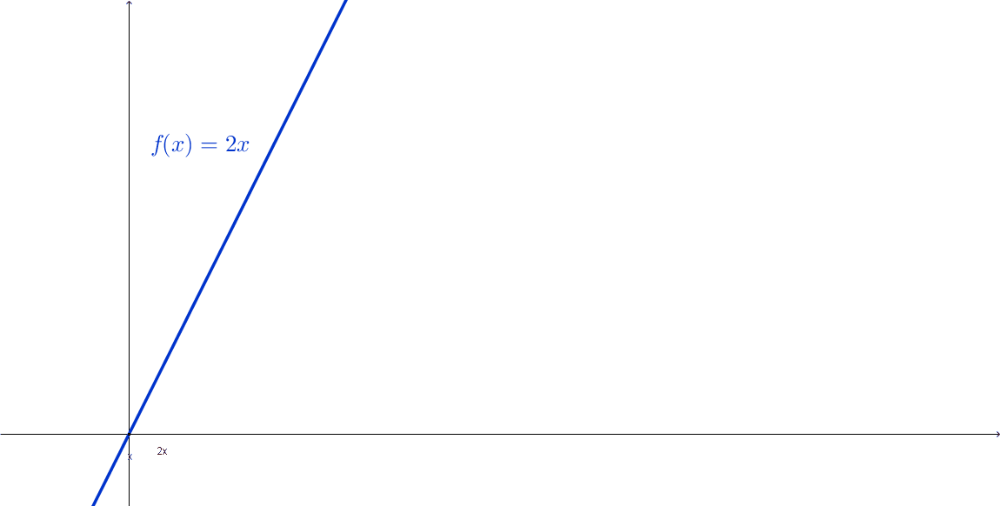 f(x) = 2x
x 2x